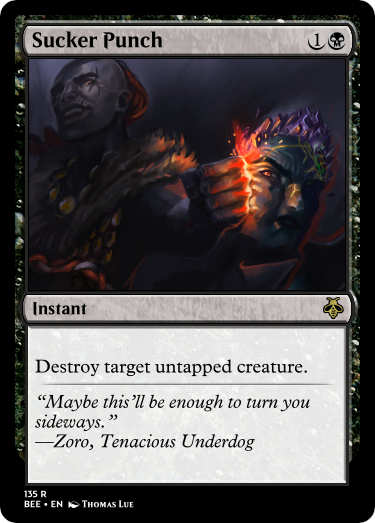 Sucker Punch 1
Instant
Destroy target untapped creature.
“Maybe this’ll be enough to turn you
sideways.”
—Zoro, Tenacious Underdog
135 R
BEE • EN Thomas Lue